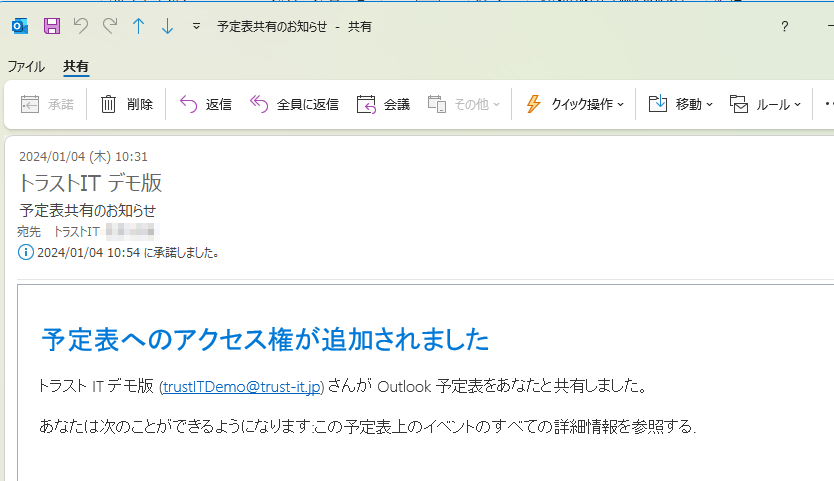 予定表共有のお知らせ - 共有
?
ファイル 共有
承諾 削除 返信 全員に返信 会議 その他 クイック操作 移動 ルール
2024/01/04 (木) 10:31
トラストIT デモ版
予定表共有のお知らせ
宛先 トラストIT
2024/01/04 10:54 に承諾しました。
予定表へのアクセス権が追加されました
トラスト IT デモ版 (trustITDemo@trust-it.jp) さんが Outlook 予定表をあなたと共有しました。
あなたは次のことができるようになります:この予定表上のイベントのすべての詳細情報を参照する.